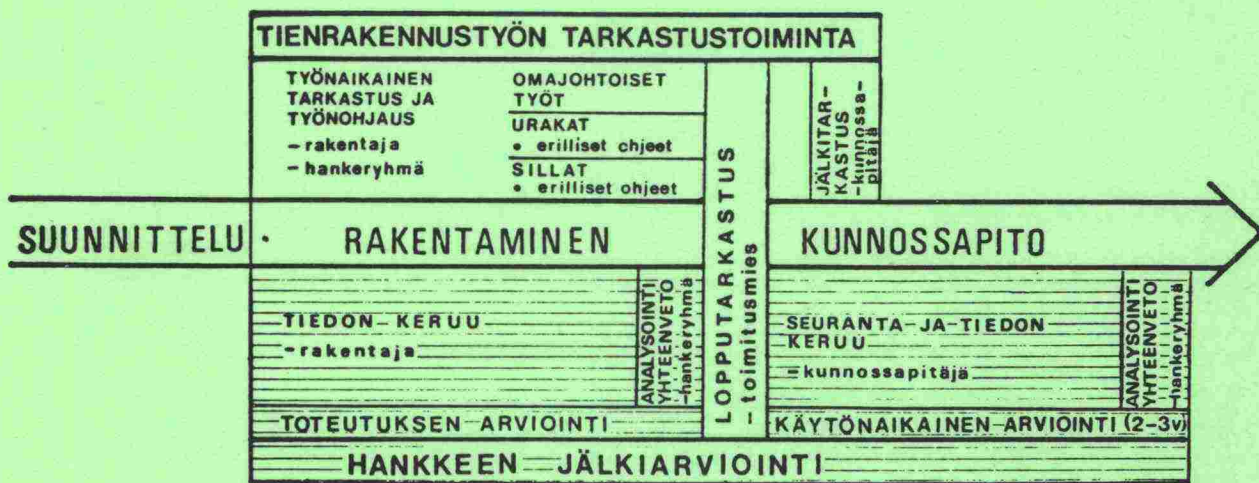 TIENRAKENNUSTYÖN TARKASTUSTOIMINTA
TYÖNAIKAINEN
TARKASTUS JA
TYÖNOHJAUS
-rakentaja
-hankeryhmä
OMAJOHTOISET
TYÖT
URAKAT
• erilliset ohjeet
SILLAT
• erilliset ohjeet
LOPPUTARKASTUS
-toimitusmies
JÄLKITAR-
KASTUS
-kunnossa-
pitäjä
SUUNNITTELU
RAKENTAMINEN
KUNNOSSAPITO
TIEDON KERUU
-rakentaja
ANALYSOINTI
YHTEENVETO
-hankeryhmä
SEURANTA-JA-TIEDON
KERUU
-kunnossapitäjä
ANALYSOINTI
YHTEENVETO
-hankeryhmä
TOTEUTUKSEN ARVIOINTI
KÄYTÖNAIKAINEN ARVIOINTI (2-3v)
HANKKEEN JÄLKIARVIOINTI